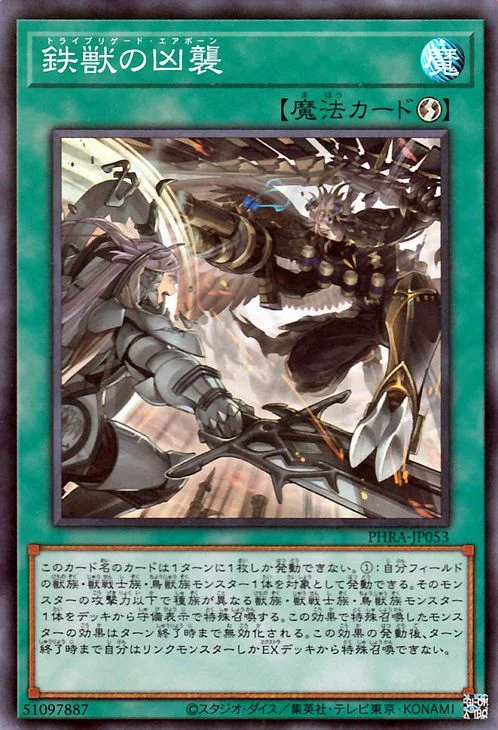 トライブリゲード・エアボーン
鉄獣の凶襲
魔
まほう
【魔法カード】
PHRA-JP053
このカード名のカードは１ターンに１枚しか発動できない。①：自分フィールド
の獣族・獣戦士族・鳥獣族モンスター１体を対象として発動できる。そのモン
スターの攻撃力以下で種族が異なる獣族・獣戦士族・鳥獣族モンスター
１体をデッキから守備表示で特殊召喚する。この効果で特殊召喚したモン
スターの効果はターン終了時まで無効化される。この効果の発動後、ターン
終了時まで自分はリンクモンスターしかEXデッキから特殊召喚できない。
51097887
©スタジオ・ダイス／集英社・テレビ東京・KONAMI